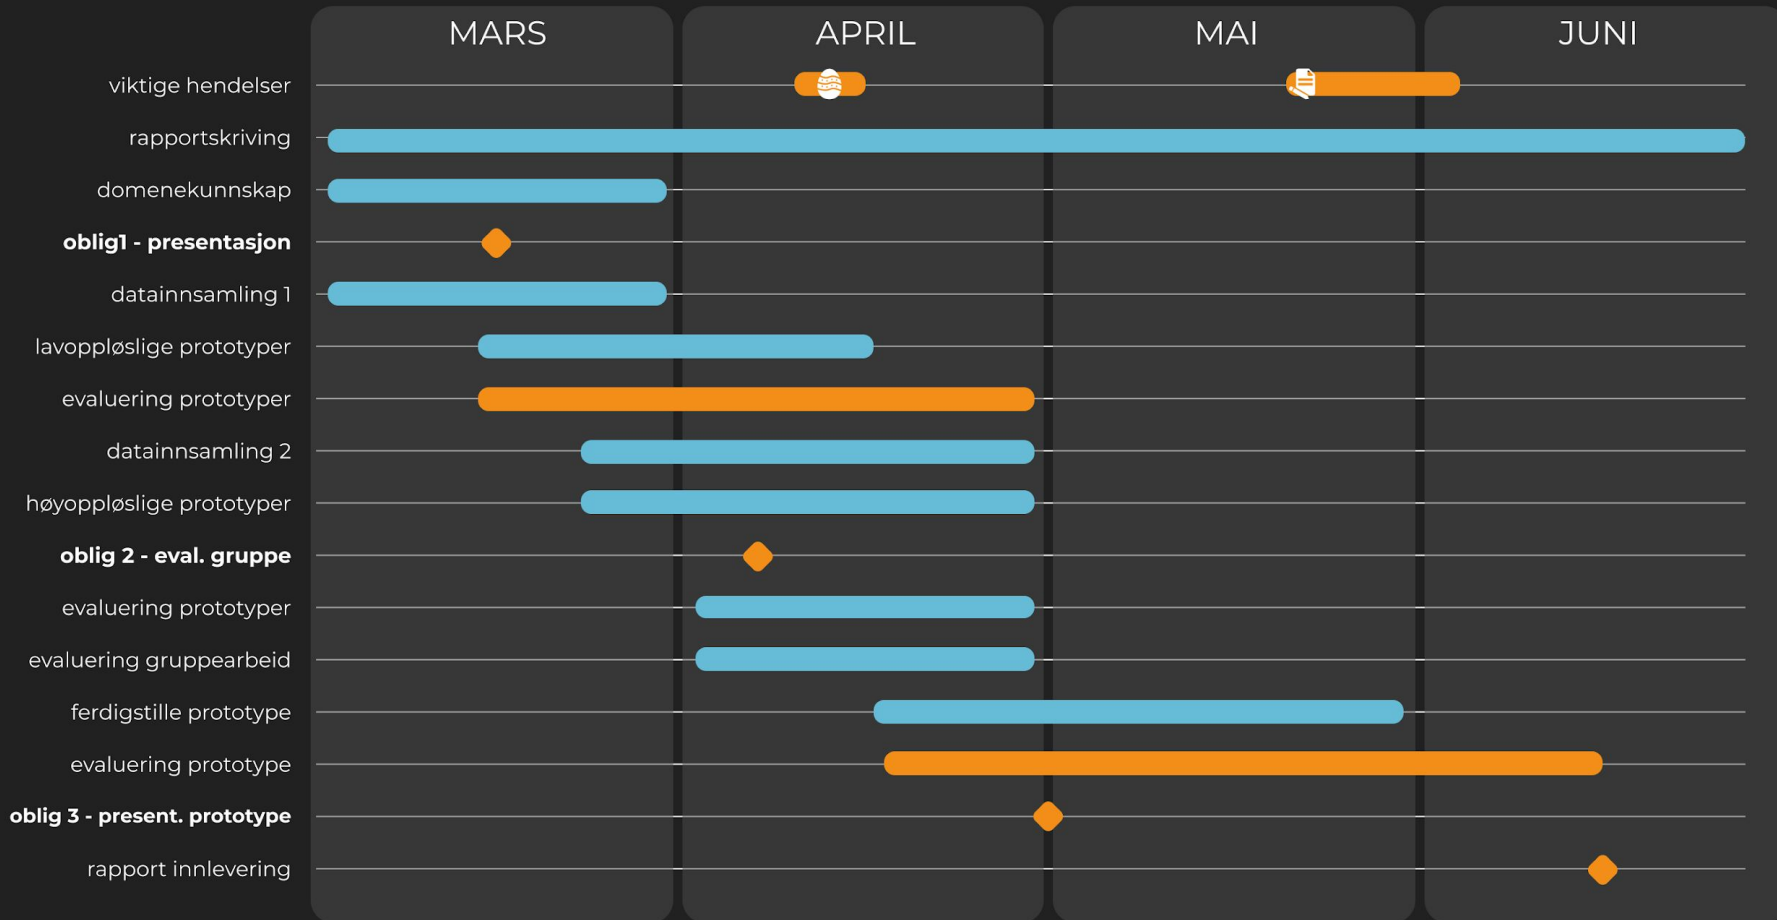 MARS
APRIL
MAI
JUNI
viktige hendelser
rapportskriving
domenekunnskap
oblig1 - presentasjon
datainnsamling 1
lavoppløslige prototyper
evaluering prototyper
datainnsamling 2
høyoppløslige prototyper
oblig 2 - eval. gruppe
evaluering prototyper
evaluering gruppearbeid
ferdigstille prototype
evaluering prototype
oblig 3 - present. prototype
rapport innlevering